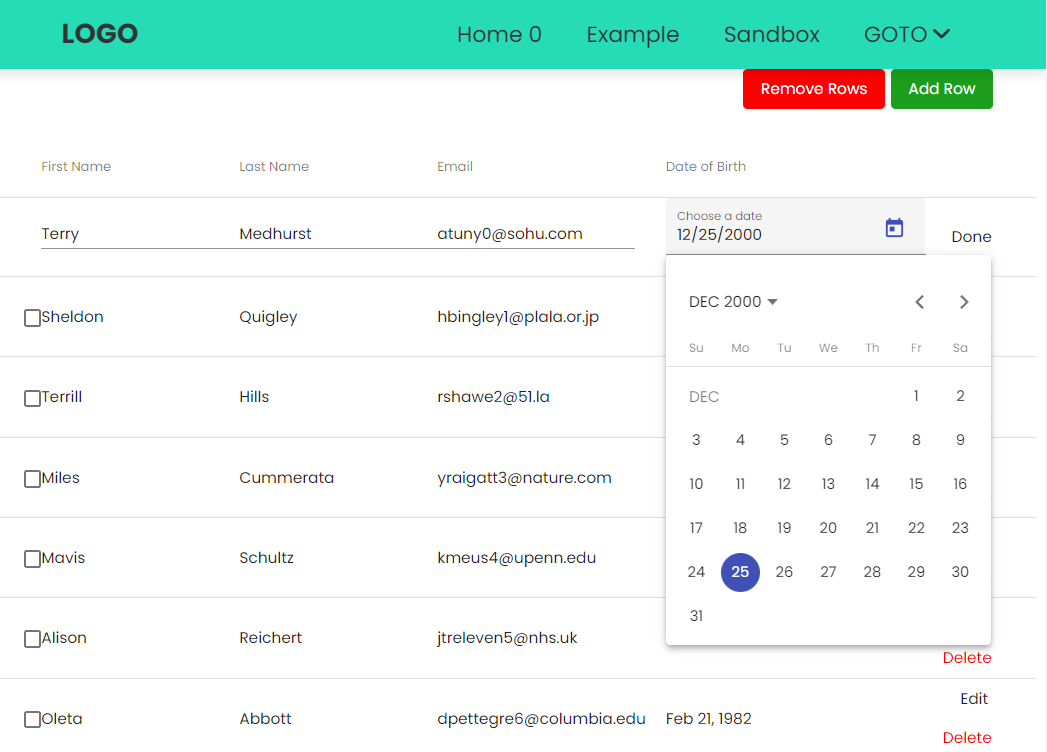 LOGO Home 0 Example Sandbox GOTO
Remove Rows Add Row
First Name Last Name Email Date of Birth
Choose a date
Terry Medhurst atuny0@sohu.com 12/25/2000 Done
DEC 2000
Sheldon Quigley hbingley1@plala.or.jp
Su Mo Tu We Th Fr Sa
Terrill Hills rshawe2@51.la DEC 1 2
3 4 5 6 7 8 9
Miles Cummerata yraigatt3@nature.com 10 11 12 13 14 15 16
17 18 19 20 21 22 23
Mavis Schultz kmeus4@upenn.edu 24 25 26 27 28 29 30
31
Alison Reichert jtreleven5@nhs.uk
Delete
Edit
Oleta Abbott dpettegre6@columbia.edu Feb 21, 1982
Delete